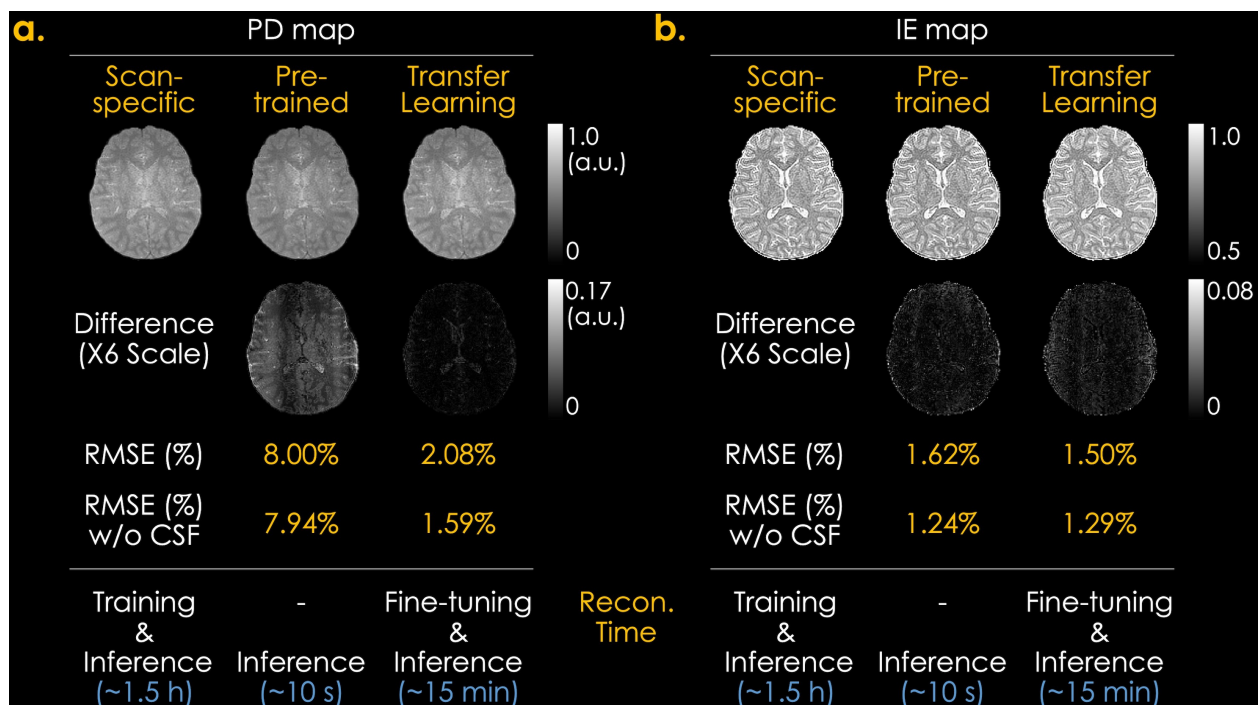 a.
PD map
Scan-
specific
Pre-
trained
Transfer
Learning
1.0
(a.u.)
0
Difference
(X6 Scale)
0.17
(a.u.)
0
RMSE (%)
8.00%
2.08%
RMSE (%)
w/o CSF
7.94%
1.59%
Training
&
Inference
(~1.5 h)
-
Inference
(~10 s)
Fine-tuning
&
Inference
(~15 min)
Recon.
Time
b.
IE map
Scan-
specific
Pre-
trained
Transfer
Learning
1.0
0.5
Difference
(X6 Scale)
0.08
0
RMSE (%)
1.62%
1.50%
RMSE (%)
w/o CSF
1.24%
1.29%
Training
&
Inference
(~1.5 h)
-
Inference
(~10 s)
Fine-tuning
&
Inference
(~15 min)